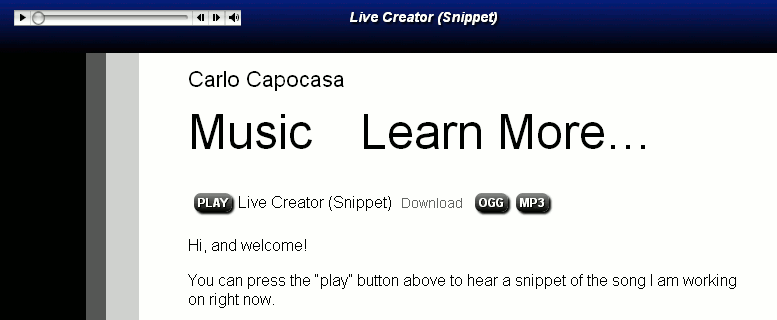 Live Creator (Snippet)
Carlo Capocasa
Music Learn More...
PLAY Live Creator (Snippet) Download OGG MP3
Hi, and welcome!
You can press the "play" button above to hear a snippet of the song I am working
on right now.